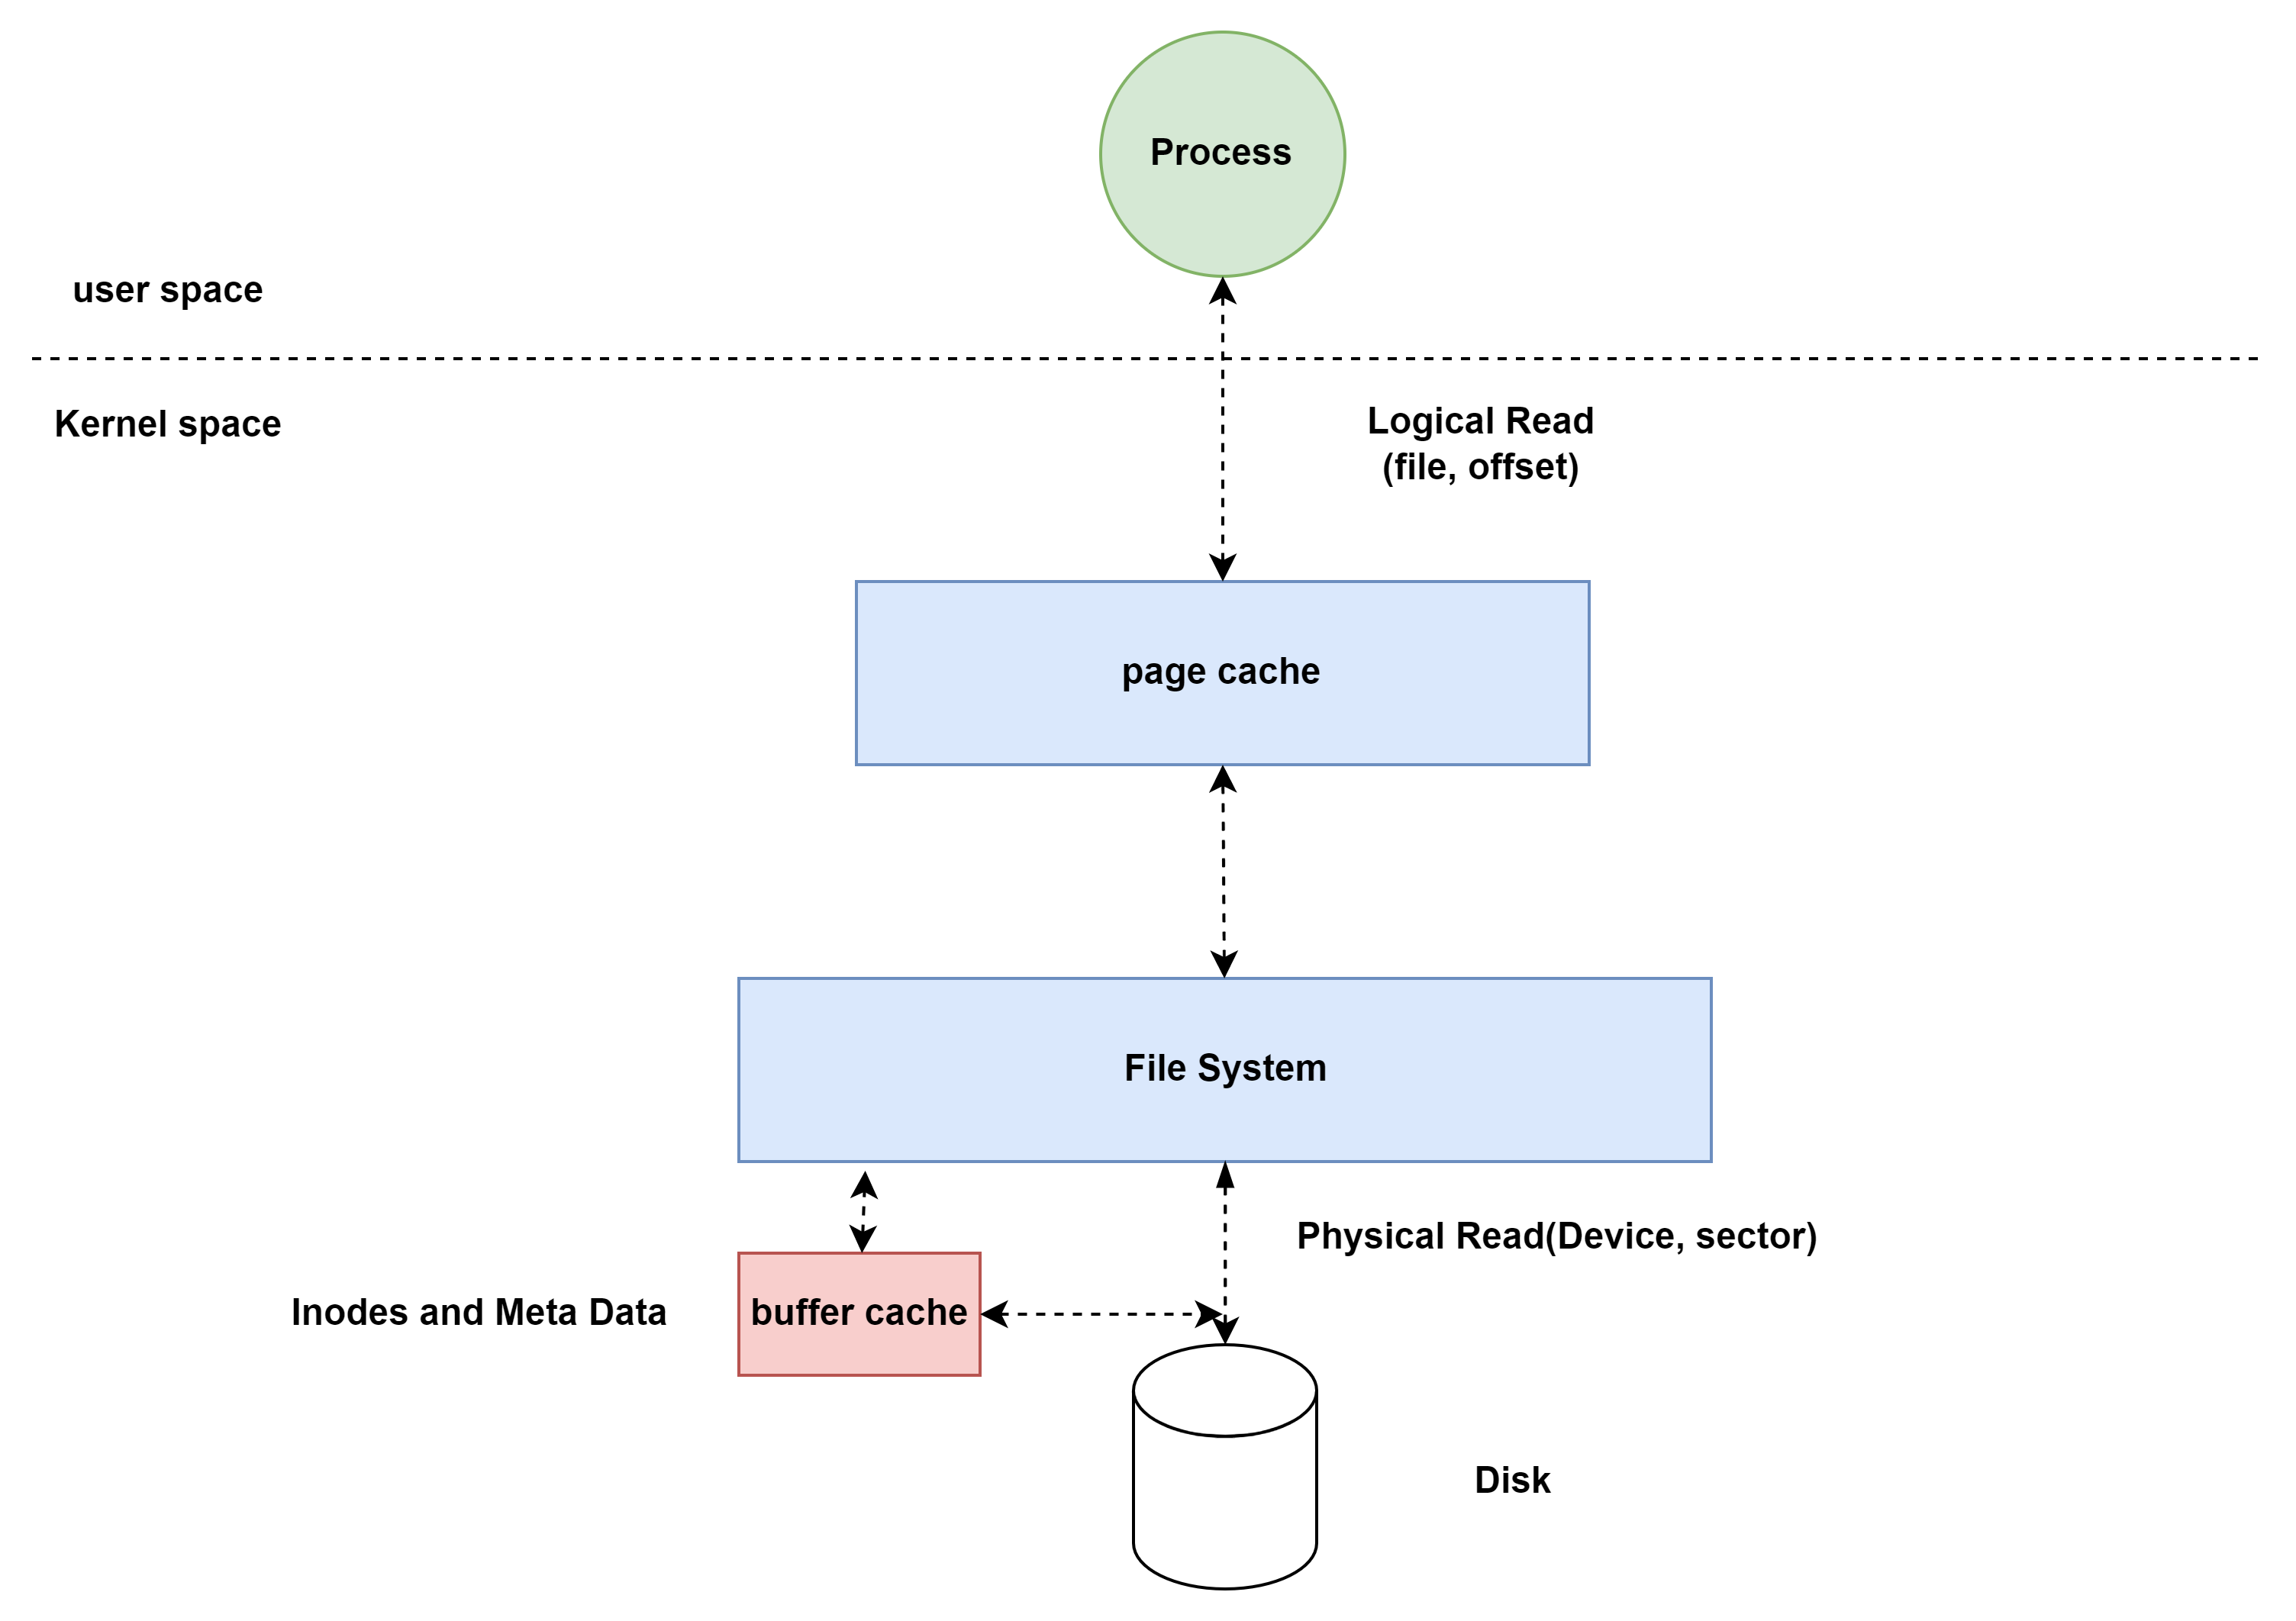 Process
user space
Kernel space
Logical Read
(file, offset)
page cache
File System
Physical Read(Device, sector)
Inodes and Meta Data
buffer cache
Disk